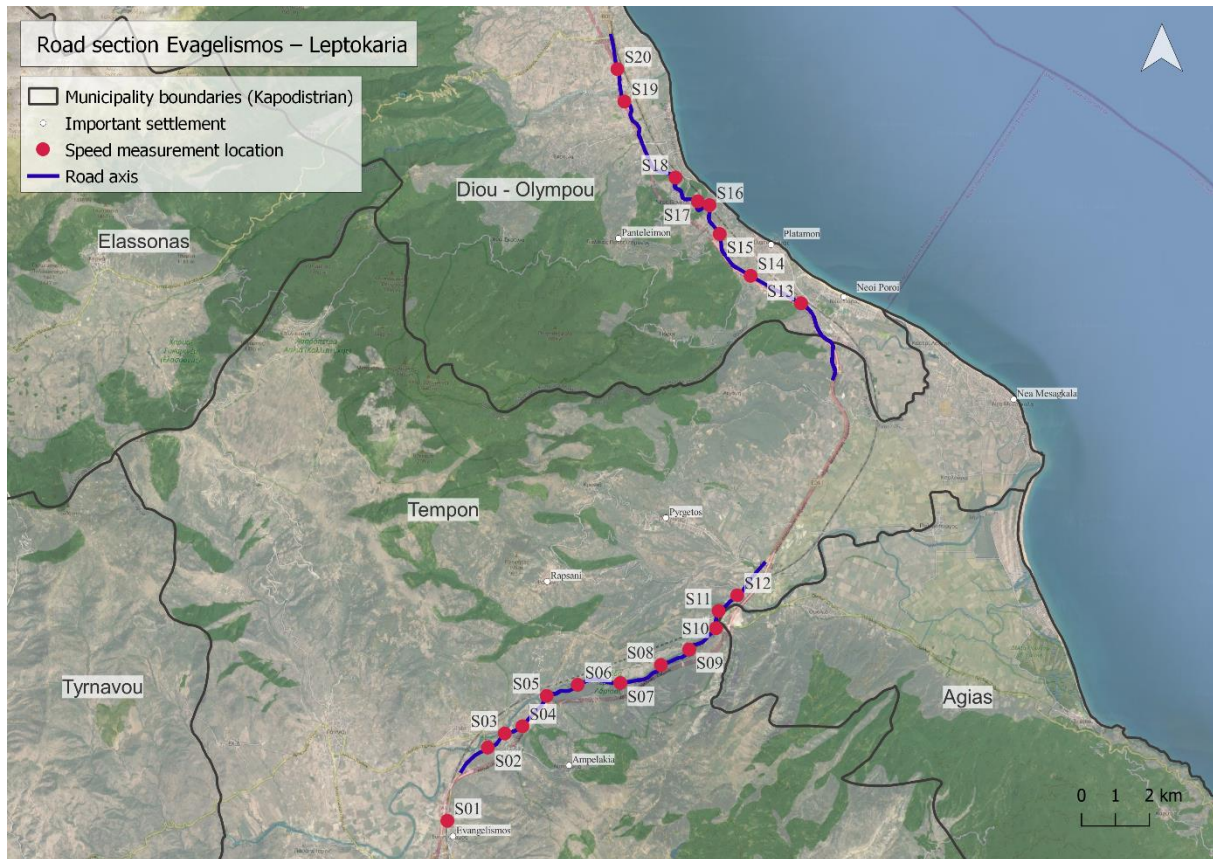 Road section Evagelismos – Leptokaria
Municipality boundaries (Kapodistrian)
Important settlement
Speed measurement location
Road axis
S20
S19
S18
Diou - Olympou
S16
S17
Panteleimon
S15
Platamon
Elassonas
S14
S13
Neoi Poroi
Nea Mesagkala
Tempon
Pyrgetos
Rapsani
S12
S11
S10
S08
S09
S06
S05
S07
Tyrnavou
Agias
S04
S03
Ampelakia
S02
0 1 2 km
S01
Evangelismos